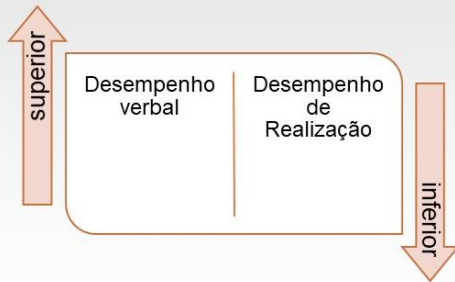 superior
Desempenho
verbal
Desempenho
de
Realização
inferior